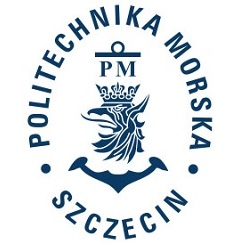 • POLITECHNIKA MORSKA •
PM
SZCZECIN